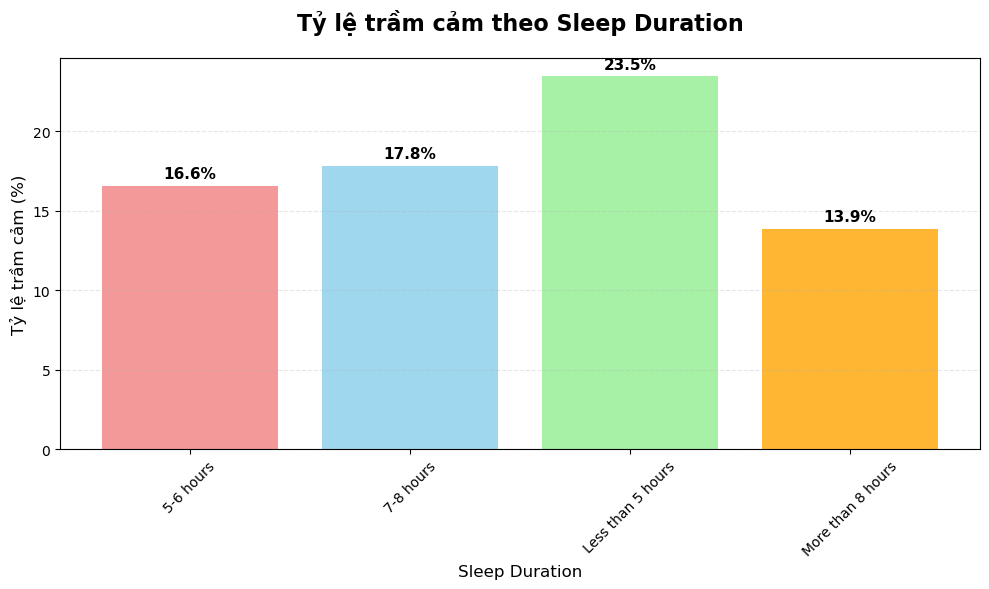 Tỷ lệ trầm cảm theo Sleep Duration
Tỷ lệ trầm cảm (%)
20
15
10
5
0
16.6%
17.8%
23.5%
13.9%
5-6 hours
7-8 hours
Less than 5 hours
More than 8 hours
Sleep Duration